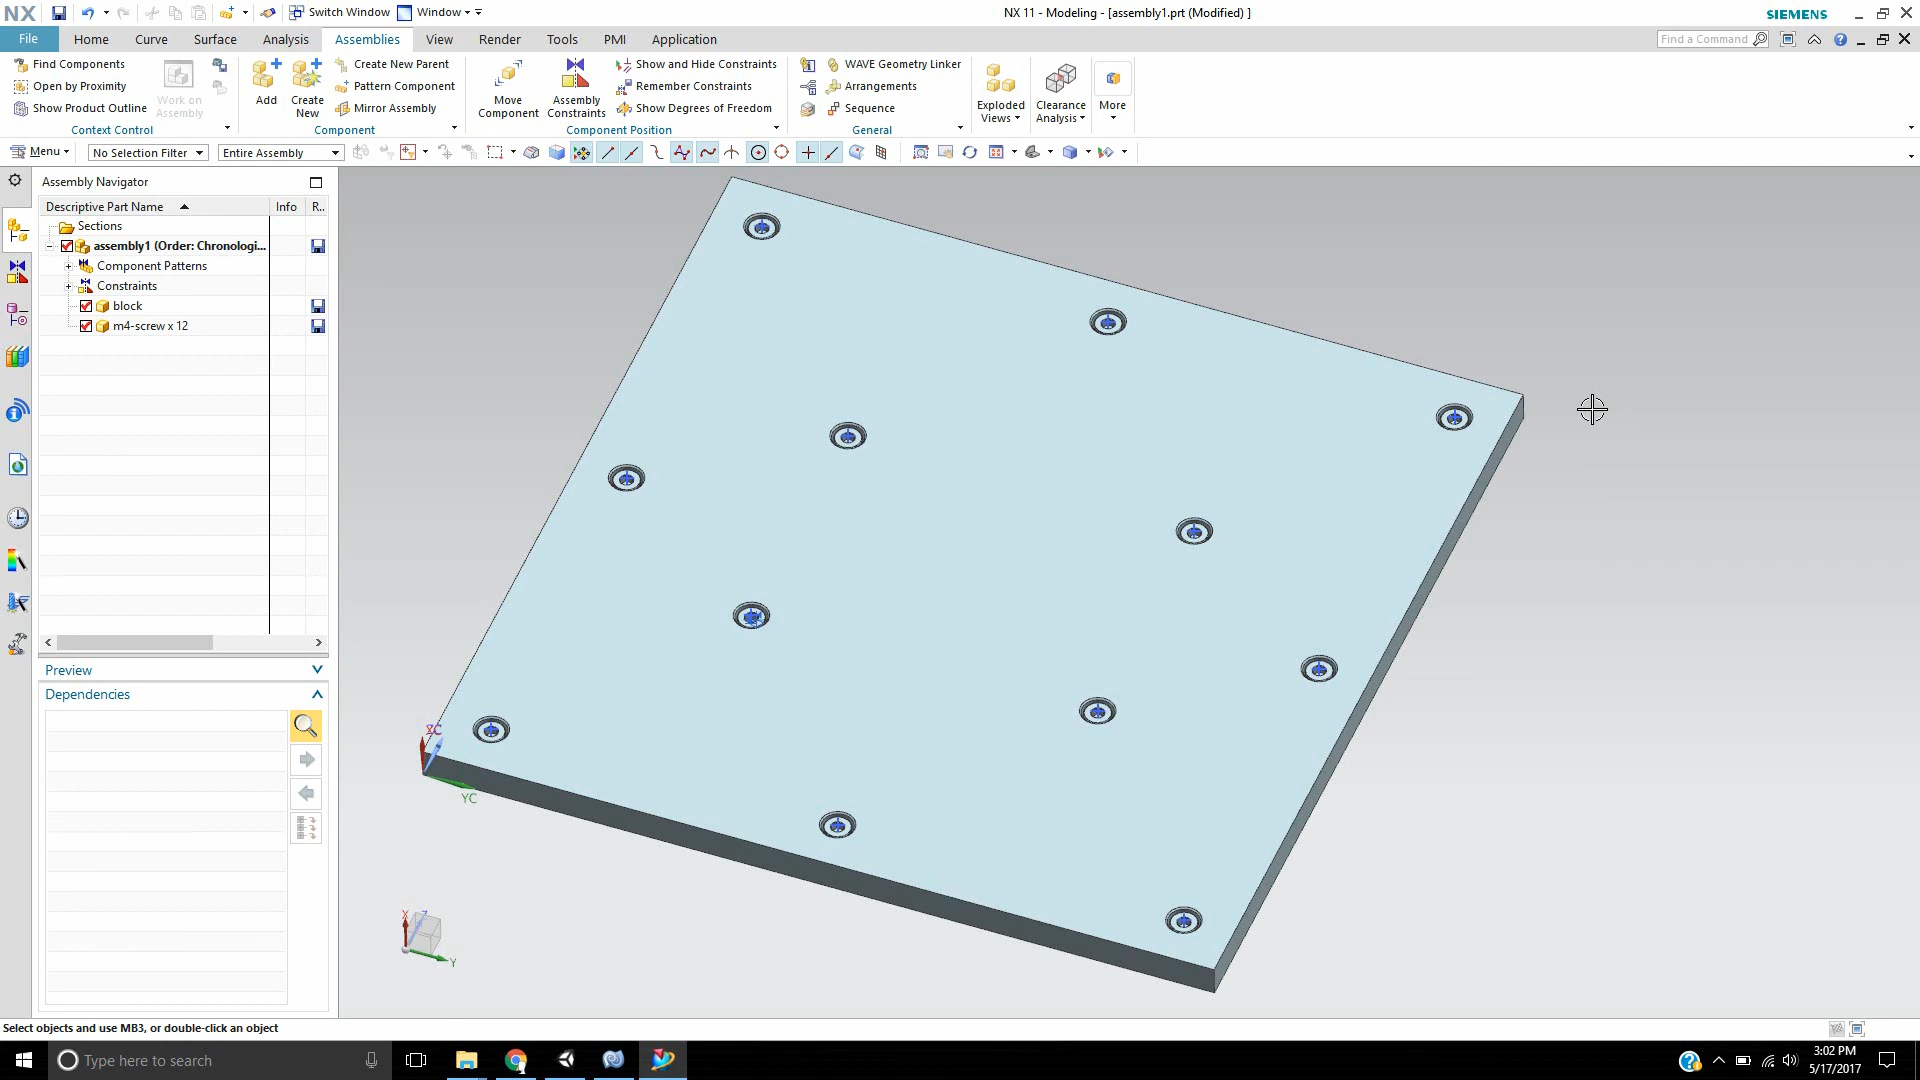 NX
Switch Window
Window
NX 11 - Modeling - [assembly1.prt (Modified) ]
SIEMENS
File
Home
Curve
Surface
Analysis
Assemblies
View
Render
Tools
PMI
Application
Find a Command
Find Components
Open by Proximity
Show Product Outline
Work on
Assembly
Context Control
Add
Create
New
Create New Parent
Pattern Component
Mirror Assembly
Component
Move
Component
Assembly
Constraints
Show and Hide Constraints
Remember Constraints
Show Degrees of Freedom
Component Position
WAVE Geometry Linker
Arrangements
Sequence
General
Exploded
Views
Clearance
Analysis
More
Menu
No Selection Filter
Entire Assembly
Assembly Navigator
Descriptive Part Name
Info
R..
Sections
assembly1 (Order: Chronologi...
Component Patterns
Constraints
block
m4-screw x 12
Preview
Dependencies
YC
X
Z
Y
Select objects and use MB3, or double-click an object
Type here to search
3:02 PM
5/17/2017